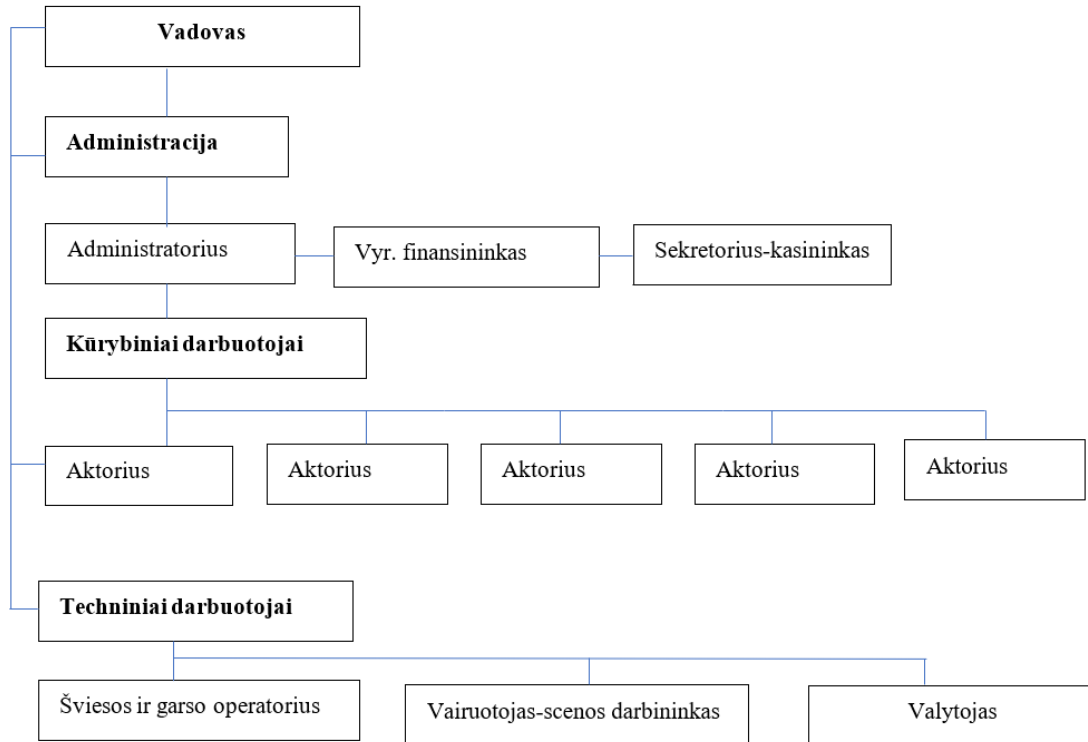 Vadovas
Administracija
Administratorius
Vyr. finansininkas
Sekretorius-kasininkas
Kūrybiniai darbuotojai
Aktorius
Aktorius
Aktorius
Aktorius
Aktorius
Techniniai darbuotojai
Šviesos ir garso operatorius
Vairuotojas-scenos darbininkas
Valytojas